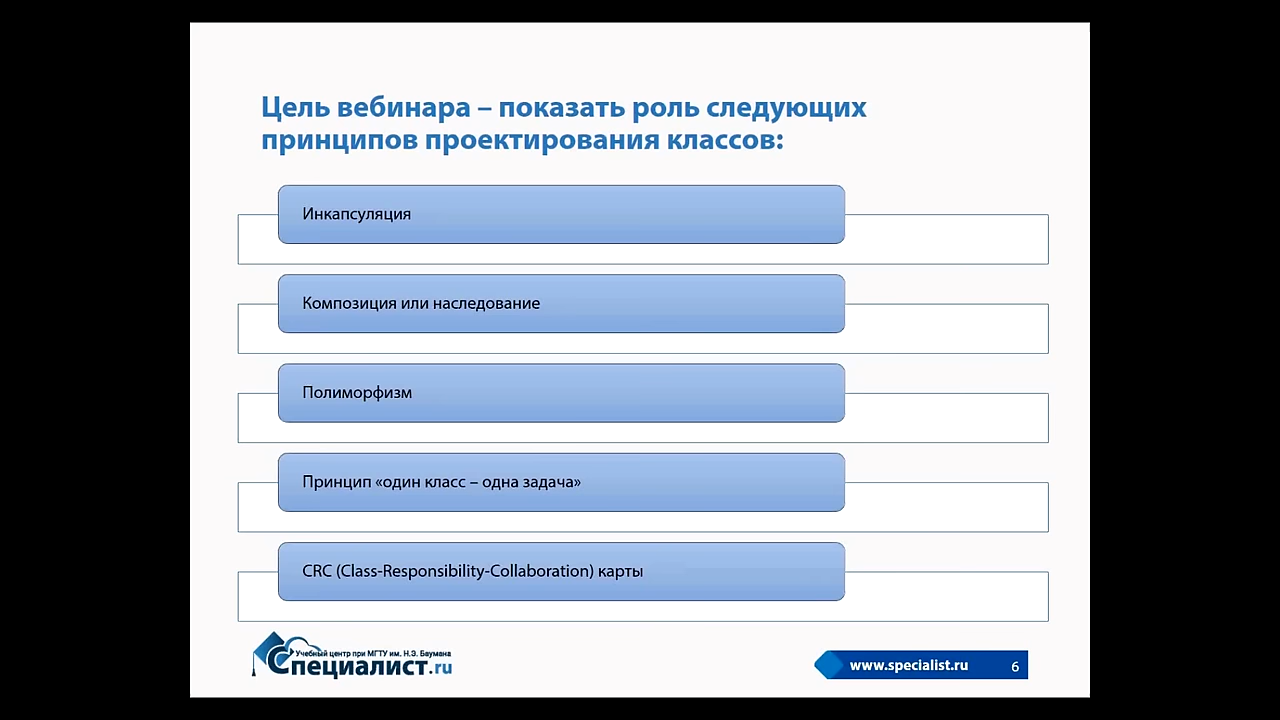 Цель вебинара – показать роль следующих
принципов проектирования классов:
Инкапсуляция
Композиция или наследование
Полиморфизм
Принцип «один класс – одна задача»
CRC (Class-Responsibility-Collaboration) карты
Учебный центр при МГТУ им. Н.Э. Баумана
Специалист.ru
www.specialist.ru
6